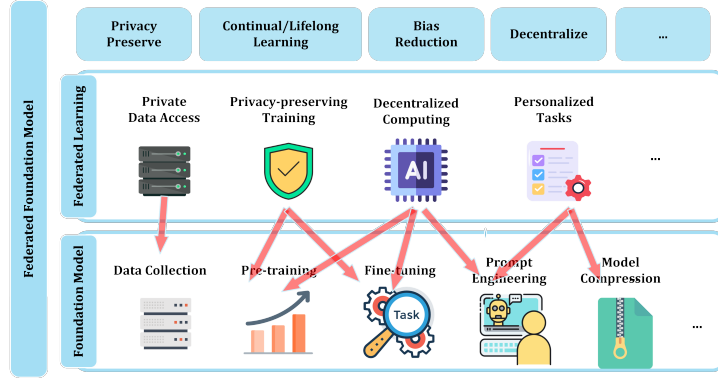 Federated Foundation Model
Privacy
Preserve
Continual/Lifelong
Learning
Bias
Reduction
Decentralize
...
Federated Learning
Private
Data Access
Privacy-preserving
Training
Decentralized
Computing
Personalized
Tasks
AI
...
Foundation Model
Data Collection
Pre-training
Fine-tuning
Prompt
Engineering
Model
Compression
Task
...